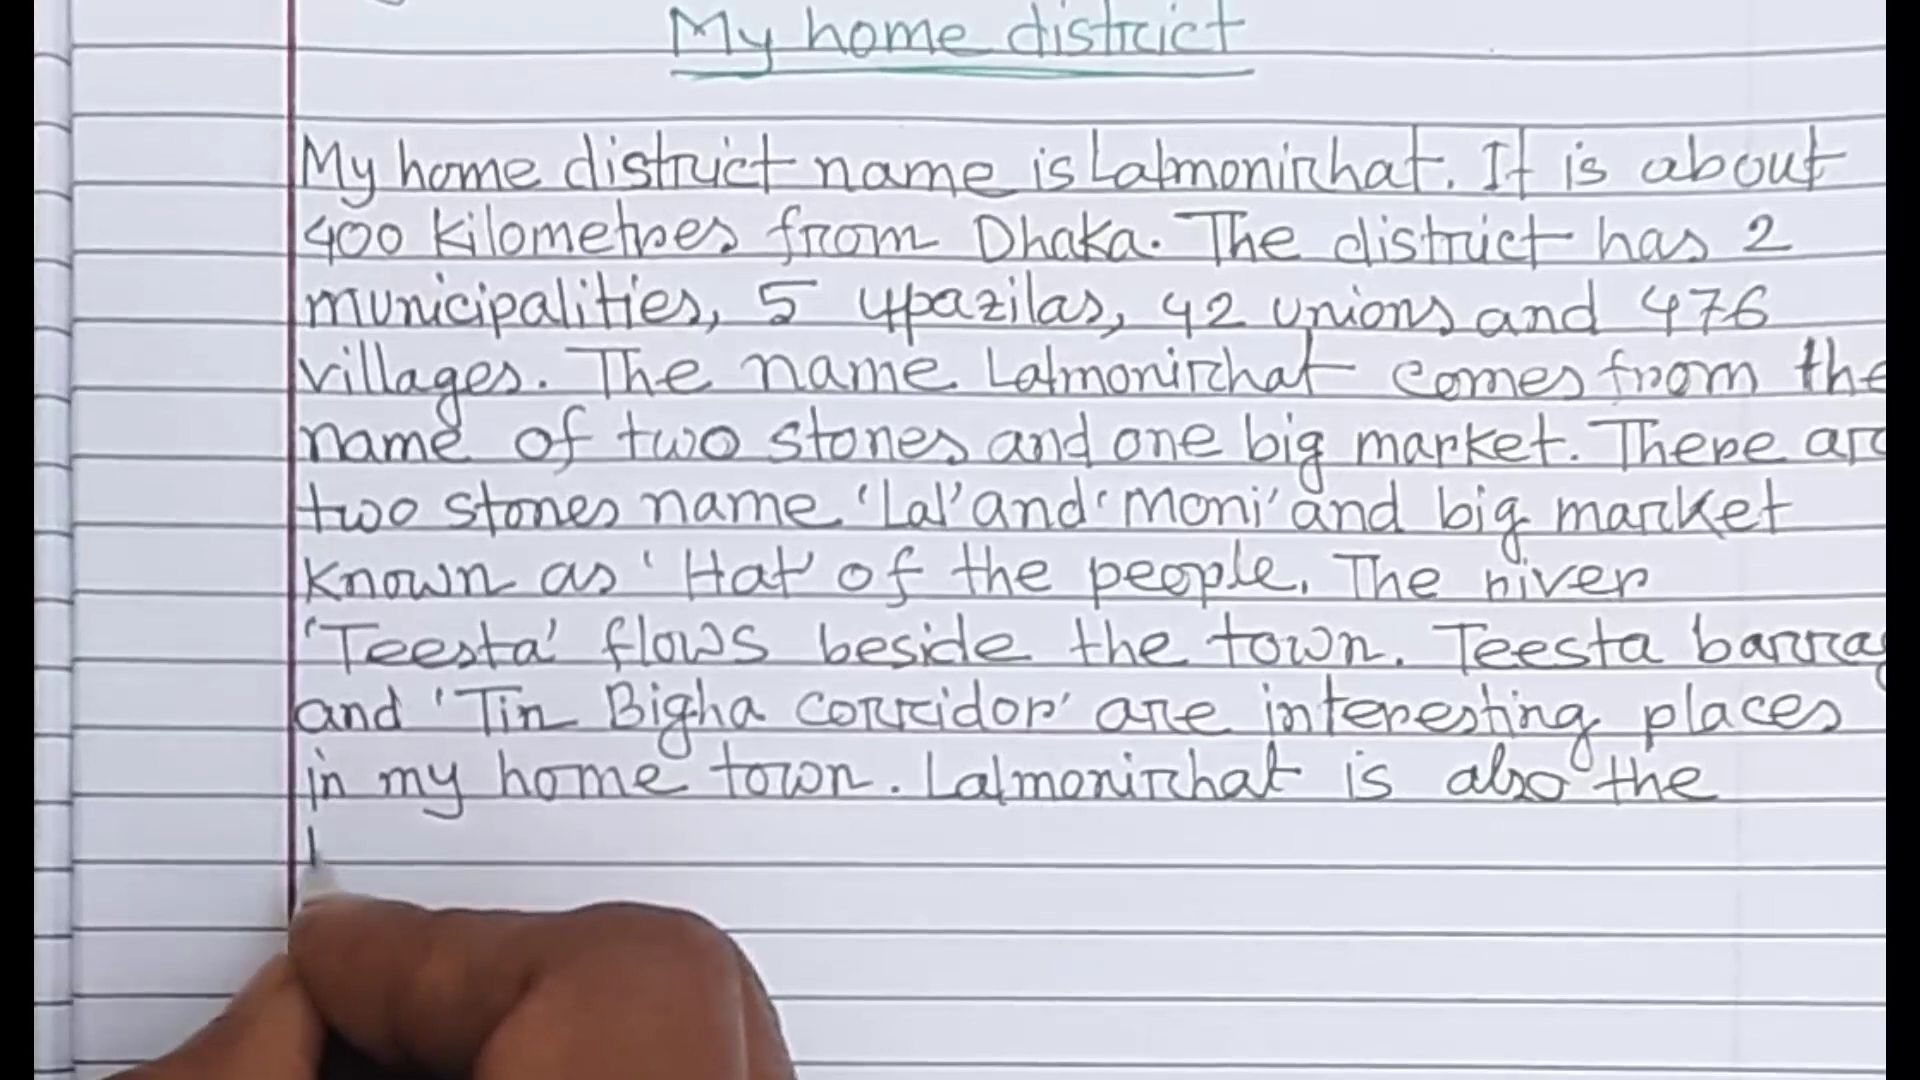 My home district
My home district name is Lalmonirhat. It is about
400 kilometres from Dhaka. The district has 2
municipalities, 5 upazilas, 42 unions and 476
villages. The name Lalmonirhat comes from the
name of two stones and one big market. There are
two stones name 'Lal' and 'Moni' and big market
known as 'Hat' of the people. The river
'Teesta' flows beside the town. Teesta barrag
and 'Tin Bigha corridor' are interesting places
in my home town. Lalmonirhat is also the